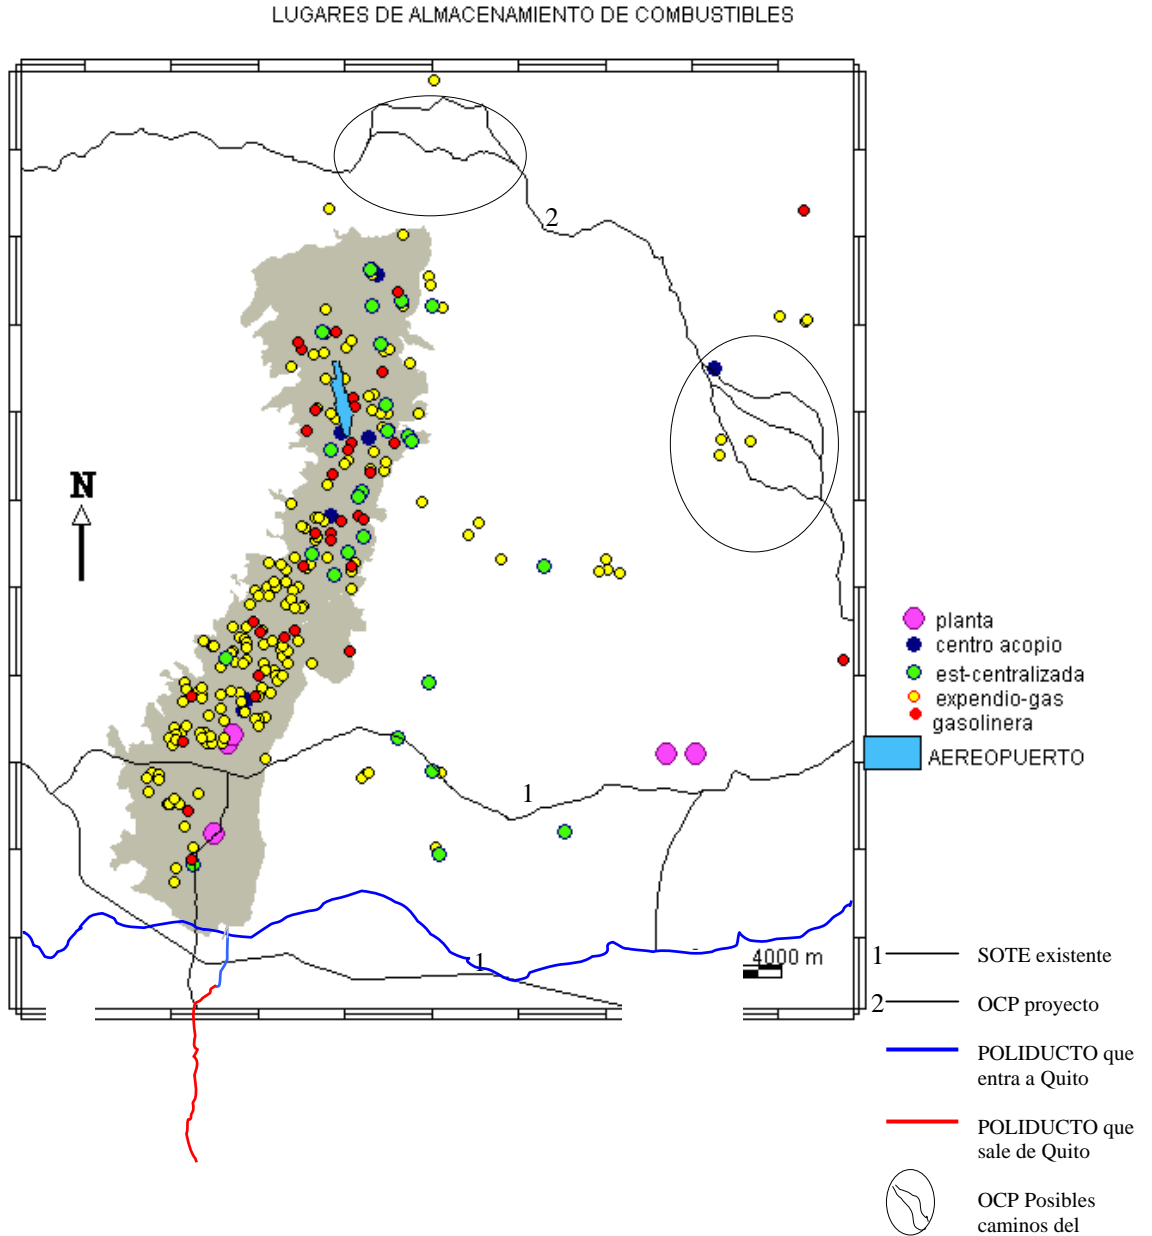 LUGARES DE ALMACENAMIENTO DE COMBUSTIBLES
2
N
planta
centro acopio
est-centralizada
expendio-gas
gasolinera
AEREOPUERTO
1
1
4000 m
1 SOTE existente
2 OCP proyecto
POLIDUCTO que
entra a Quito
POLIDUCTO que
sale de Quito
OCP Posibles
caminos del